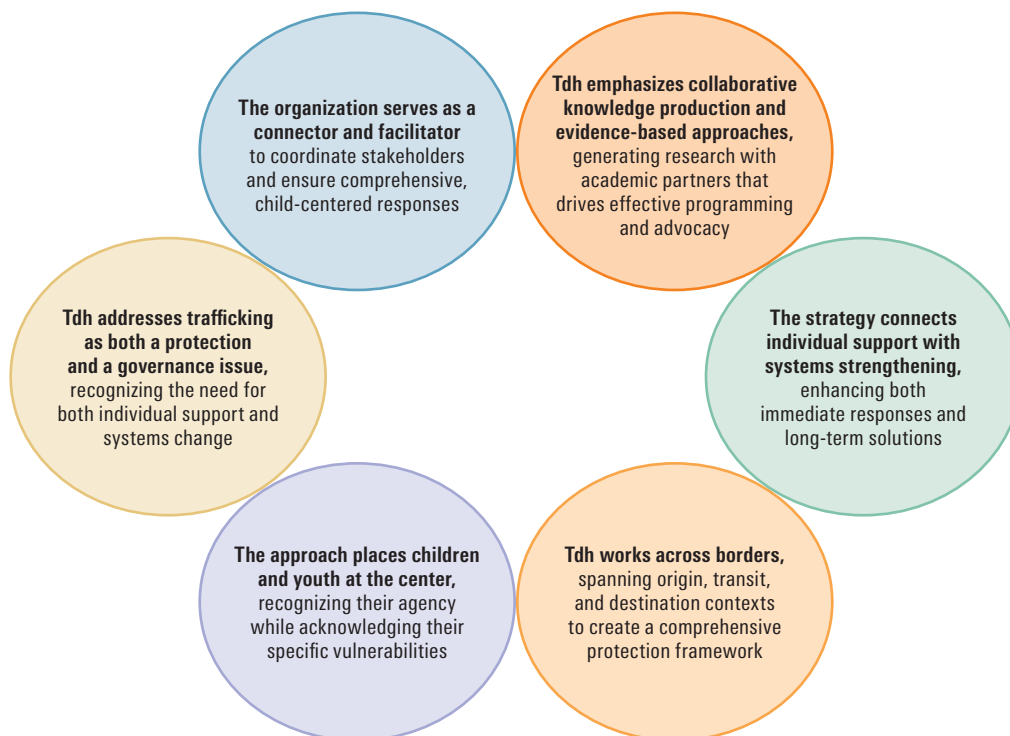 The organization serves as a
connector and facilitator
to coordinate stakeholders
and ensure comprehensive,
child-centered responses
Tdh emphasizes collaborative
knowledge production and
evidence-based approaches,
generating research with
academic partners that
drives effective programming
and advocacy
Tdh addresses trafficking
as both a protection
and a governance issue,
recognizing the need for
both individual support and
systems change
The strategy connects
individual support with
systems strengthening,
enhancing both
immediate responses and
long-term solutions
The approach places children
and youth at the center,
recognizing their agency
while acknowledging their
specific vulnerabilities
Tdh works across borders,
spanning origin, transit,
and destination contexts
to create a comprehensive
protection framework